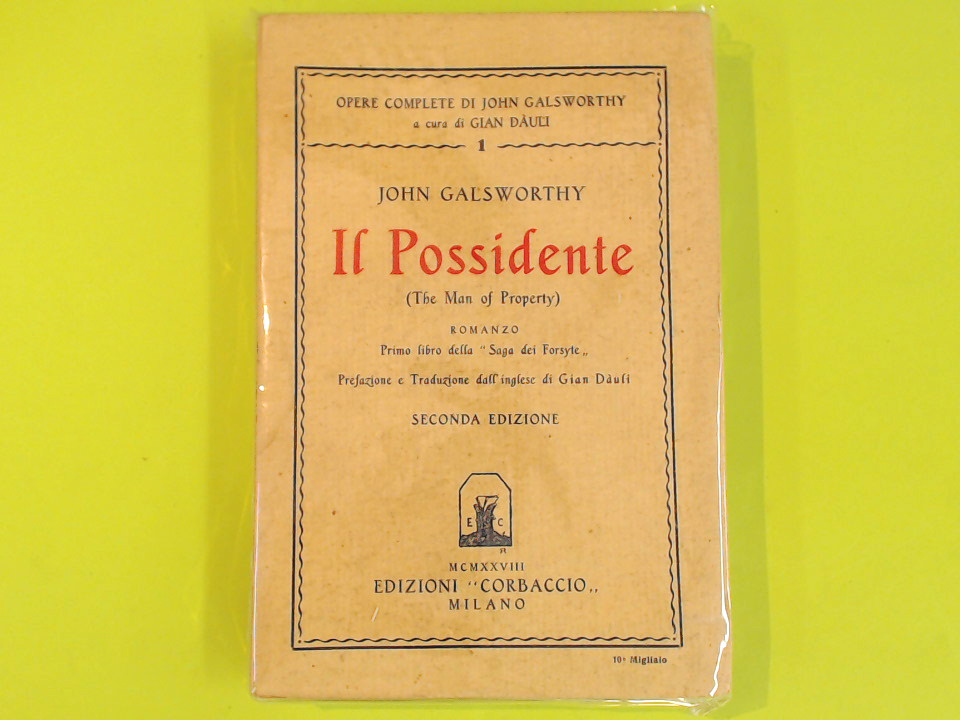 OPERE COMPLETE DI JOHN GALSWORTHY
a cura di GIAN DÀULI
1
JOHN GALSWORTHY
Il Possidente
(The Man of Property)
ROMANZO
Primo libro della “Saga dei Forsyte„
Prefazione e Traduzione dall'inglese di Gian Dàuli
SECONDA EDIZIONE
E C
MCMXXVIII
EDIZIONI “CORBACCIO„
MILANO
10º Migliaio